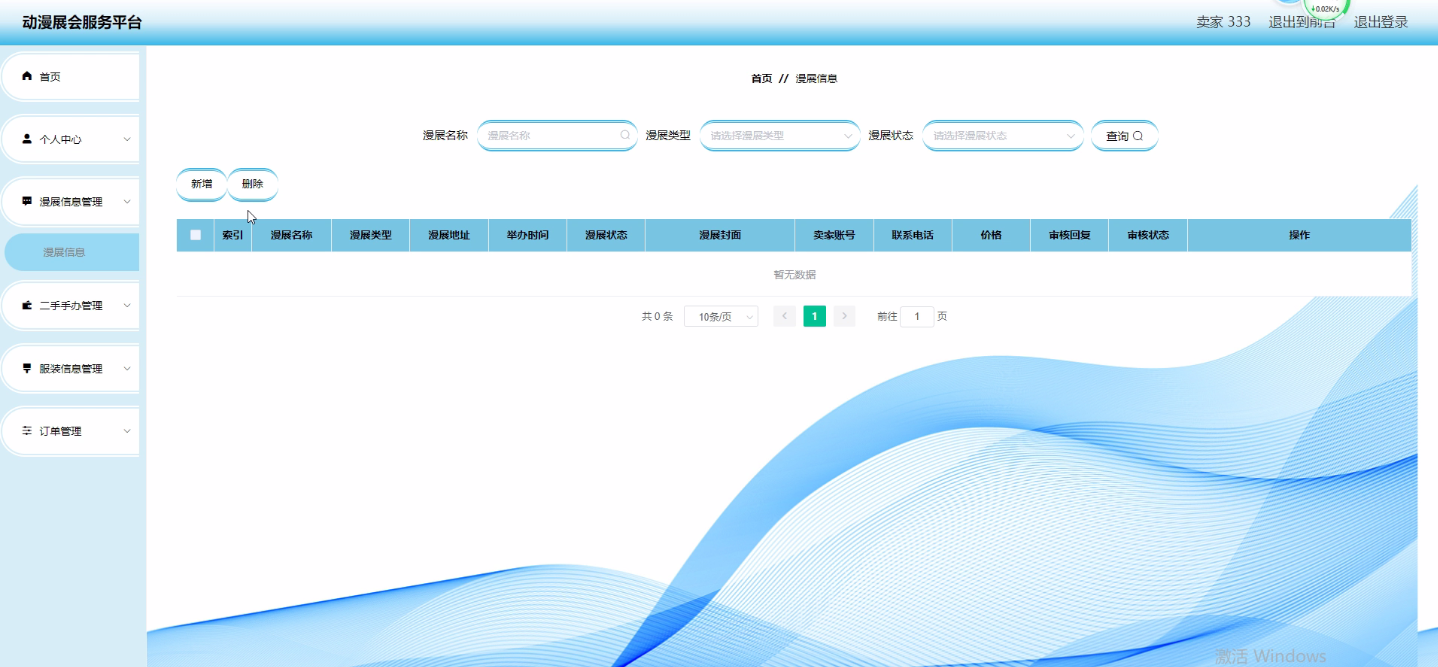 动漫展会服务平台
卖家 333 退出到前台 退出登录
↓0.02K/s
首页
个人中心
漫展信息管理
漫展信息
二手手办管理
服装信息管理
订单管理
首页 // 漫展信息
漫展名称 漫展名称 漫展类型 请选择漫展类型 漫展状态 请选择漫展状态 查询
新增 删除
索引 漫展名称 漫展类型 漫展地址 举办时间 漫展状态 漫展封面 卖家账号 联系电话 价格 审核回复 审核状态 操作
暂无数据
共 0 条 10条/页 1 前往 1 页
激活 Windows